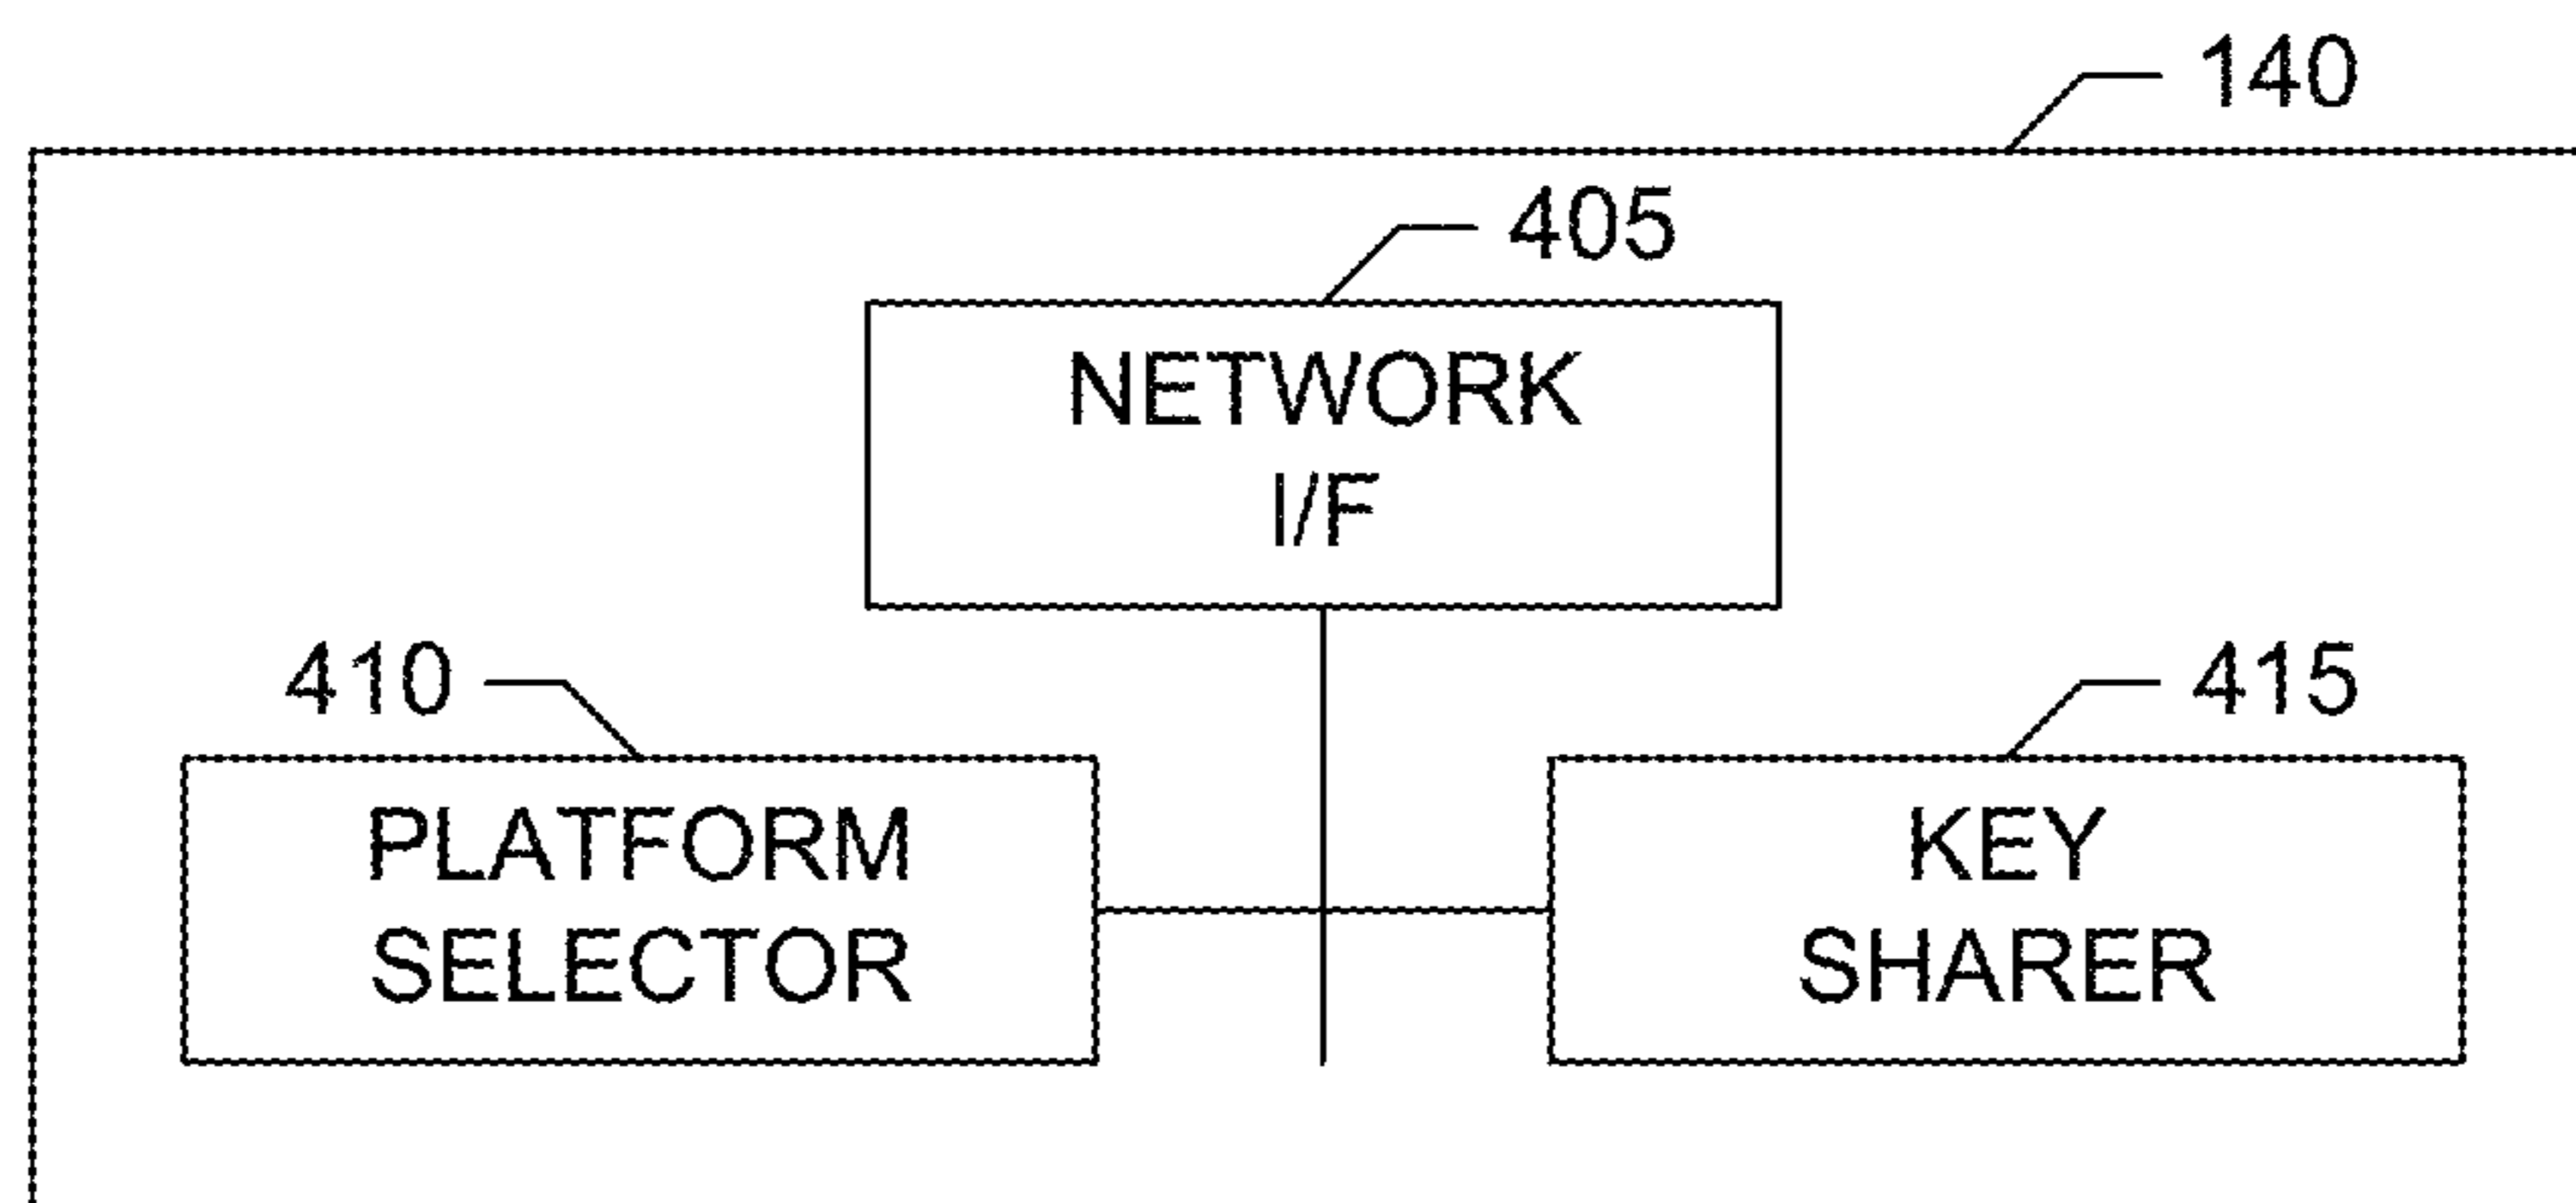 140
405
NETWORK
I/F
410
415
PLATFORM
SELECTOR
KEY
SHARER